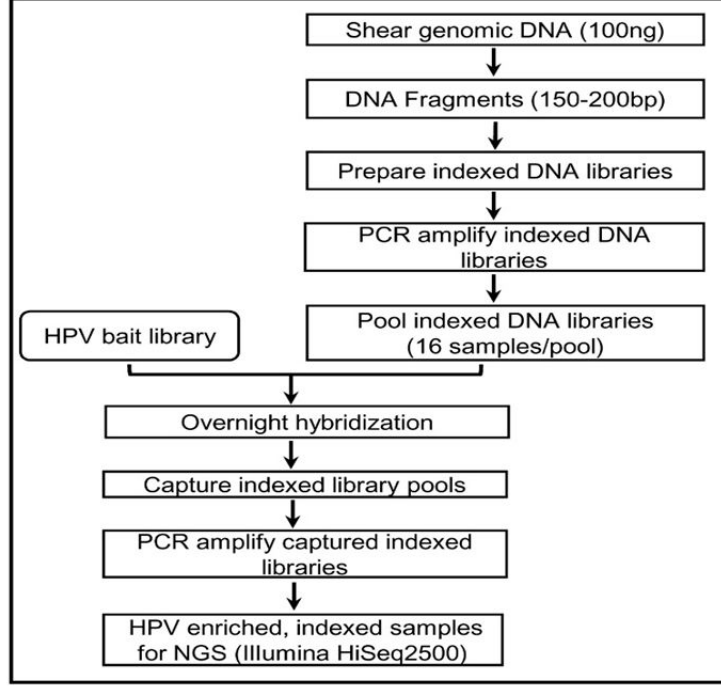 Shear genomic DNA (100ng)
DNA Fragments (150-200bp)
Prepare indexed DNA libraries
PCR amplify indexed DNA
libraries
HPV bait library
Pool indexed DNA libraries
(16 samples/pool)
Overnight hybridization
Capture indexed library pools
PCR amplify captured indexed
libraries
HPV enriched, indexed samples
for NGS (Illumina HiSeq2500)